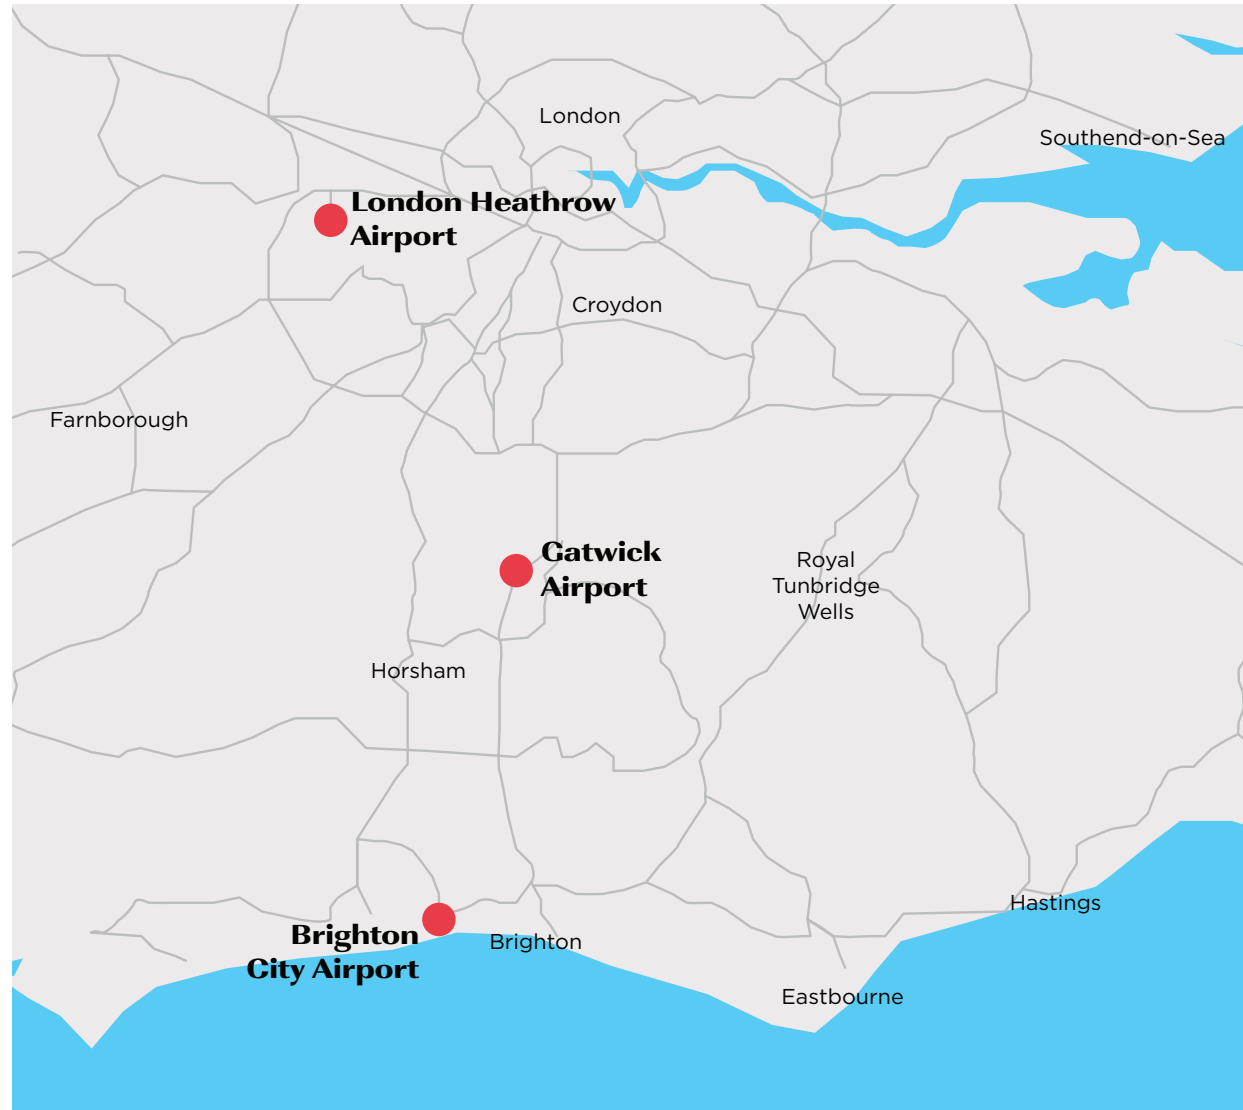 London
Southend-on-Sea
London Heathrow
Airport
Croydon
Farnborough
Gatwick
Airport
Royal
Tunbridge
Wells
Horsham
Hastings
Brighton
City Airport
Brighton
Eastbourne